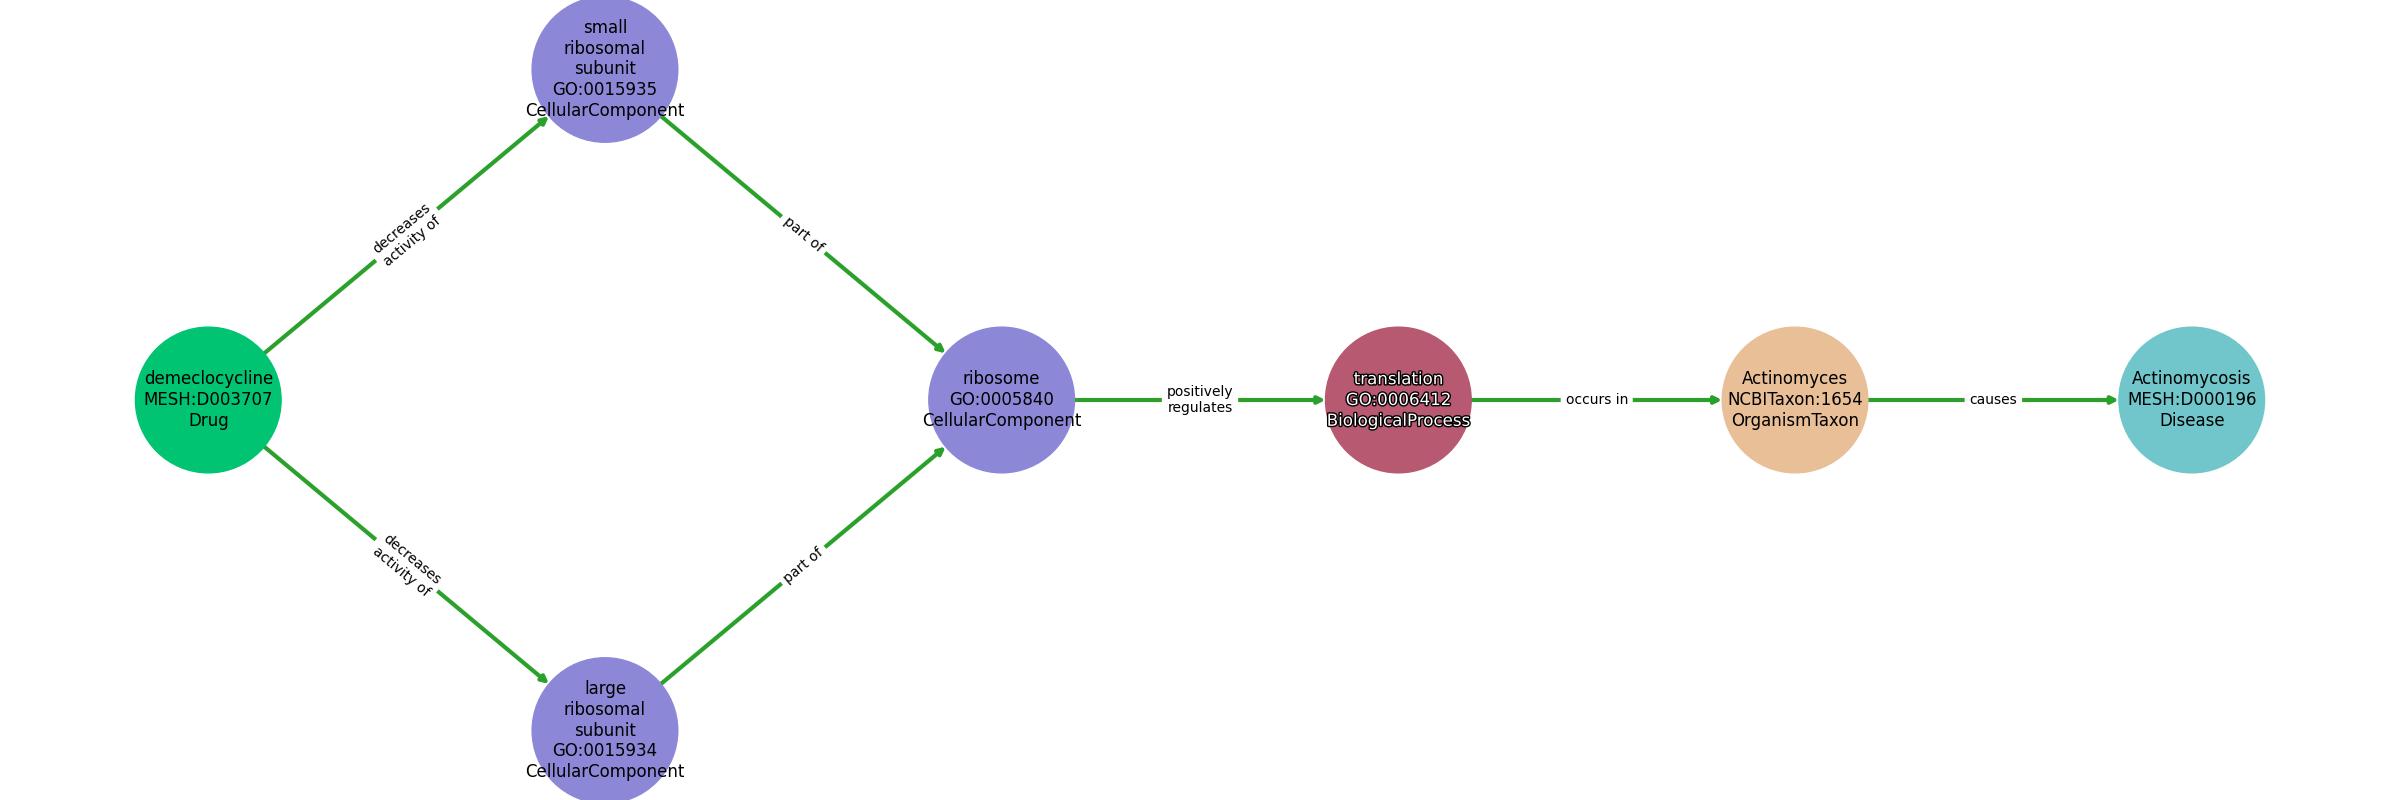 small
ribosomal
subunit
GO:0015935
CellularComponent
decreases
activity of
part of
demeclocycline
MESH:D003707
Drug
ribosome
GO:0005840
CellularComponent
positively
regulates
translation
GO:0006412
BiologicalProcess
occurs in
Actinomyces
NCBITaxon:1654
OrganismTaxon
causes
Actinomycosis
MESH:D000196
Disease
decreases
activity of
part of
large
ribosomal
subunit
GO:0015934
CellularComponent